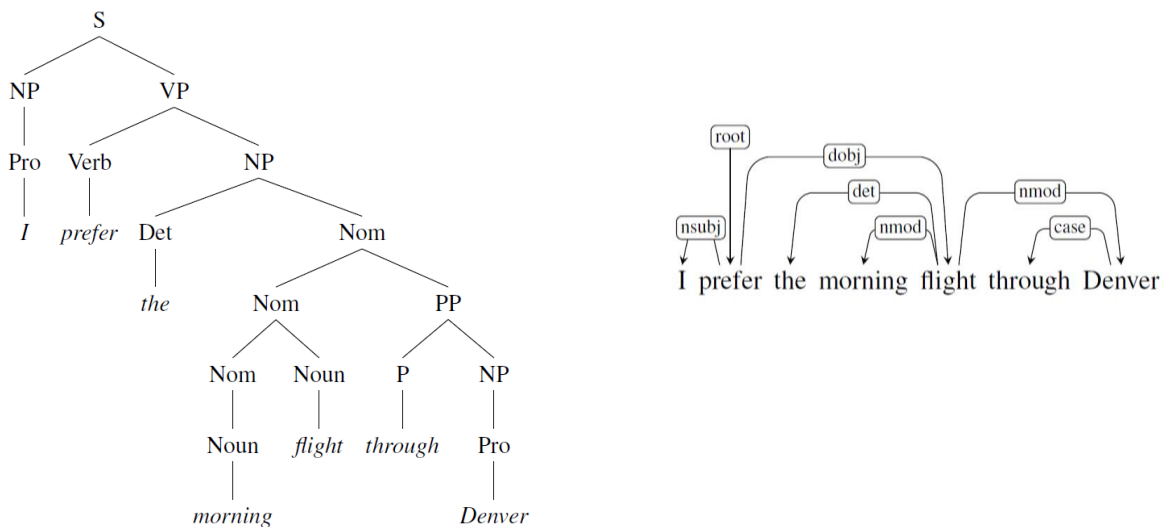 S
NP VP
Pro Verb NP
I prefer Det Nom
the Nom PP
Nom Noun P NP
Noun flight through Pro
morning Denver
root
dobj
det nmod
nsubj nmod case
I prefer the morning flight through Denver